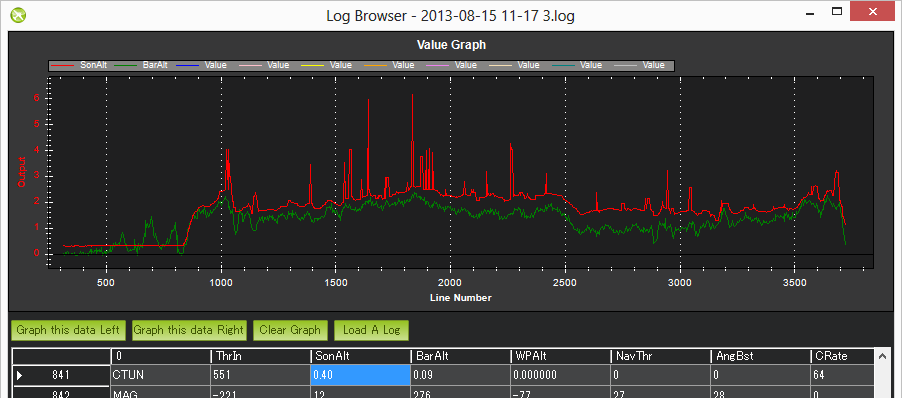 Log Browser - 2013-08-15 11-17 3.log
Value Graph
SonAlt BarAlt Value Value Value Value Value Value Value Value
6
5
4
3
2
1
0
Output
500 1000 1500 2000 2500 3000 3500
Line Number
Graph this data Left Graph this data Right Clear Graph Load A Log
0 ThrIn SonAlt BarAlt WPAlt NavThr AngBst CRate
841 CTUN 551 0.40 0.09 0.000000 0 0 64
842 MAG -221 12 276 -77 27 28 0